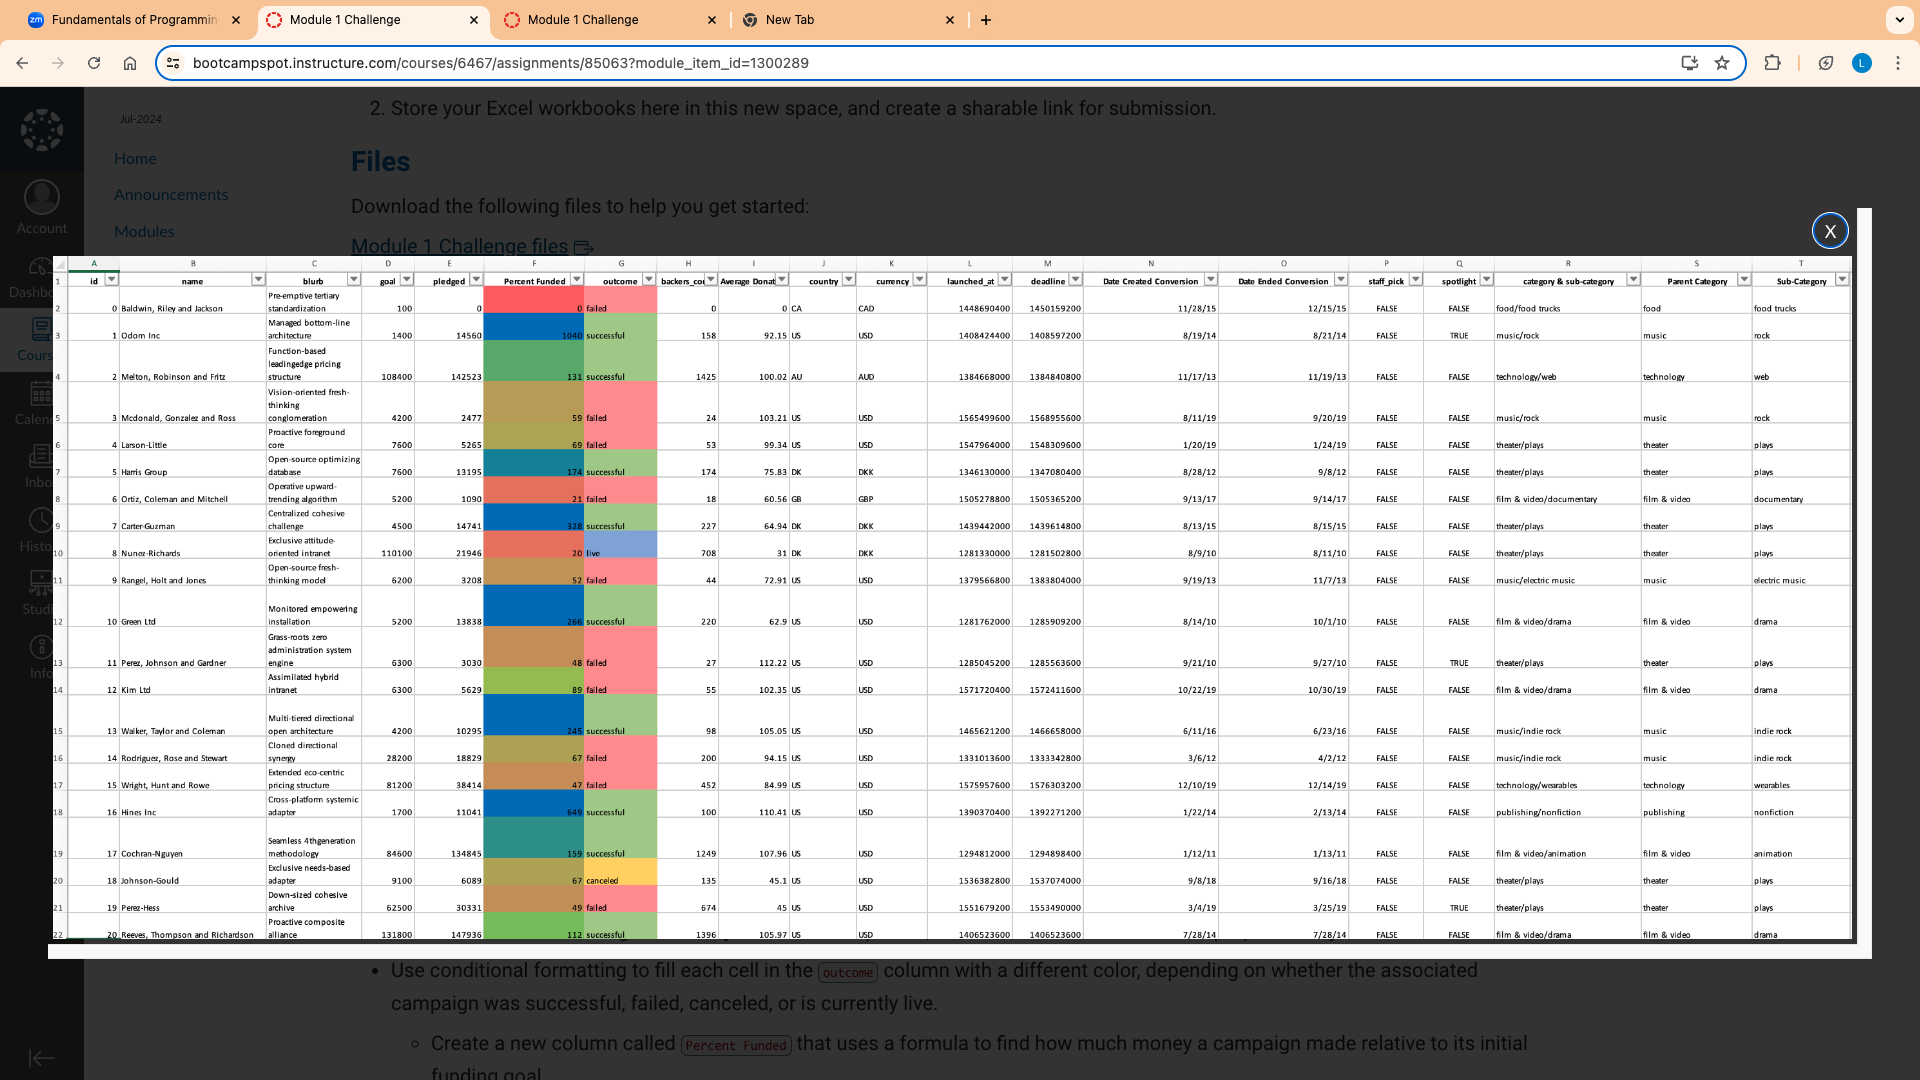 Fundamentals of Programmin
Module 1 Challenge
Module 1 Challenge
New Tab
bootcampspot.instructure.com/courses/6467/assignments/85063?module_item_id=1300289
L
Jul-2024
Home
Announcements
Modules
Account
Dashbo
Cours
Calen
Inbo
Histo
Studi
Info
2. Store your Excel workbooks here in this new space, and create a sharable link for submission.
Files
Download the following files to help you get started:
Module 1 Challenge files
X
A B C D E F G H I J K L M N O P Q R S T
1 id name blurb goal pledged Percent Funded outcome backers_cou Average Donat country currency launched_at deadline Date Created Conversion Date Ended Conversion staff_pick spotlight category & sub-category Parent Category Sub-Category
2 0 Baldwin, Riley and Jackson Pre-emptive tertiary standardization 100 0 0 failed 0 0 CA CAD 1448690400 1450159200 11/28/15 12/15/15 FALSE FALSE food/food trucks food food trucks
3 1 Odom Inc Managed bottom-line architecture 1400 14560 1040 successful 158 92.15 US USD 1408424400 1408597200 8/19/14 8/21/14 FALSE TRUE music/rock music rock
4 2 Melton, Robinson and Fritz Function-based leadingedge pricing structure 108400 142523 131 successful 1425 100.02 AU AUD 1384668000 1384840800 11/17/13 11/19/13 FALSE FALSE technology/web technology web
5 3 Mcdonald, Gonzalez and Ross Vision-oriented fresh-thinking conglomeration 4200 2477 59 failed 24 103.21 US USD 1565499600 1568955600 8/11/19 9/20/19 FALSE FALSE music/rock music rock
6 4 Larson-Little Proactive foreground core 7600 5265 69 failed 53 99.34 US USD 1547964000 1548309600 1/20/19 1/24/19 FALSE FALSE theater/plays theater plays
7 5 Harris Group Open-source optimizing database 7600 13195 174 successful 174 75.83 DK DKK 1346130000 1347080400 8/28/12 9/8/12 FALSE FALSE theater/plays theater plays
8 6 Ortiz, Coleman and Mitchell Operative upward-trending algorithm 5200 1090 21 failed 18 60.56 GB GBP 1505278800 1505365200 9/13/17 9/14/17 FALSE FALSE film & video/documentary film & video documentary
9 7 Carter-Guzman Centralized cohesive challenge 4500 14741 328 successful 227 64.94 DK DKK 1439442000 1439614800 8/13/15 8/15/15 FALSE FALSE theater/plays theater plays
10 8 Nunez-Richards Exclusive attitude-oriented intranet 110100 21946 20 live 708 31 DK DKK 1281330000 1281502800 8/9/10 8/11/10 FALSE FALSE theater/plays theater plays
11 9 Rangel, Holt and Jones Open-source fresh-thinking model 6200 3208 52 failed 44 72.91 US USD 1379566800 1383804000 9/19/13 11/7/13 FALSE FALSE music/electric music music electric music
12 10 Green Ltd Monitored empowering installation 5200 13838 266 successful 220 62.9 US USD 1281762000 1285909200 8/14/10 10/1/10 FALSE FALSE film & video/drama film & video drama
13 11 Perez, Johnson and Gardner Grass-roots zero administration system engine 6300 3030 48 failed 27 112.22 US USD 1285045200 1285563600 9/21/10 9/27/10 FALSE TRUE theater/plays theater plays
14 12 Kim Ltd Assimilated hybrid intranet 6300 5629 89 failed 55 102.35 US USD 1571720400 1572411600 10/22/19 10/30/19 FALSE FALSE film & video/drama film & video drama
15 13 Walker, Taylor and Coleman Multi-tiered directional open architecture 4200 10295 245 successful 98 105.05 US USD 1465621200 1466658000 6/11/16 6/23/16 FALSE FALSE music/indie rock music indie rock
16 14 Rodriguez, Rose and Stewart Cloned directional synergy 28200 18829 67 failed 200 94.15 US USD 1331013600 1333342800 3/6/12 4/2/12 FALSE FALSE music/indie rock music indie rock
17 15 Wright, Hunt and Rowe Extended eco-centric pricing structure 81200 38414 47 failed 452 84.99 US USD 1575957600 1576303200 12/10/19 12/14/19 FALSE FALSE technology/wearables technology wearables
18 16 Hines Inc Cross-platform systemic adapter 1700 11041 649 successful 100 110.41 US USD 1390370400 1392271200 1/22/14 2/13/14 FALSE FALSE publishing/nonfiction publishing nonfiction
19 17 Cochran-Nguyen Seamless 4thgeneration methodology 84600 134845 159 successful 1249 107.96 US USD 1294812000 1294898400 1/12/11 1/13/11 FALSE FALSE film & video/animation film & video animation
20 18 Johnson-Gould Exclusive needs-based adapter 9100 6089 67 canceled 135 45.1 US USD 1536382800 1537074000 9/8/18 9/16/18 FALSE FALSE theater/plays theater plays
21 19 Perez-Hess Down-sized cohesive archive 62500 30331 49 failed 674 45 US USD 1551679200 1553490000 3/4/19 3/25/19 FALSE TRUE theater/plays theater plays
22 20 Reeves, Thompson and Richardson Proactive composite alliance 131800 147936 112 successful 1396 105.97 US USD 1406523600 1406523600 7/28/14 7/28/14 FALSE FALSE film & video/drama film & video drama
• Use conditional formatting to fill each cell in the outcome column with a different color, depending on whether the associated
campaign was successful, failed, canceled, or is currently live.
Create a new column called Percent Funded that uses a formula to find how much money a campaign made relative to its initial
funding goal